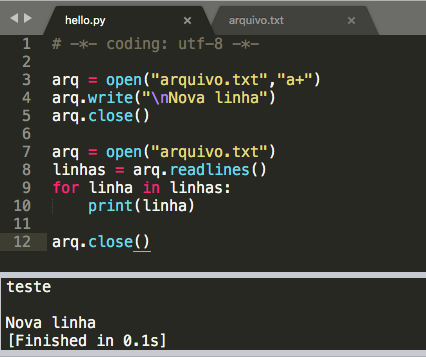 hello.py
arquivo.txt
1 # -*- coding: utf-8 -*-
2
3 arq = open("arquivo.txt","a+")
4 arq.write("\nNova linha")
5 arq.close()
6
7 arq = open("arquivo.txt")
8 linhas = arq.readlines()
9 for linha in linhas:
10     print(linha)
11
12 arq.close()
teste

Nova linha
[Finished in 0.1s]